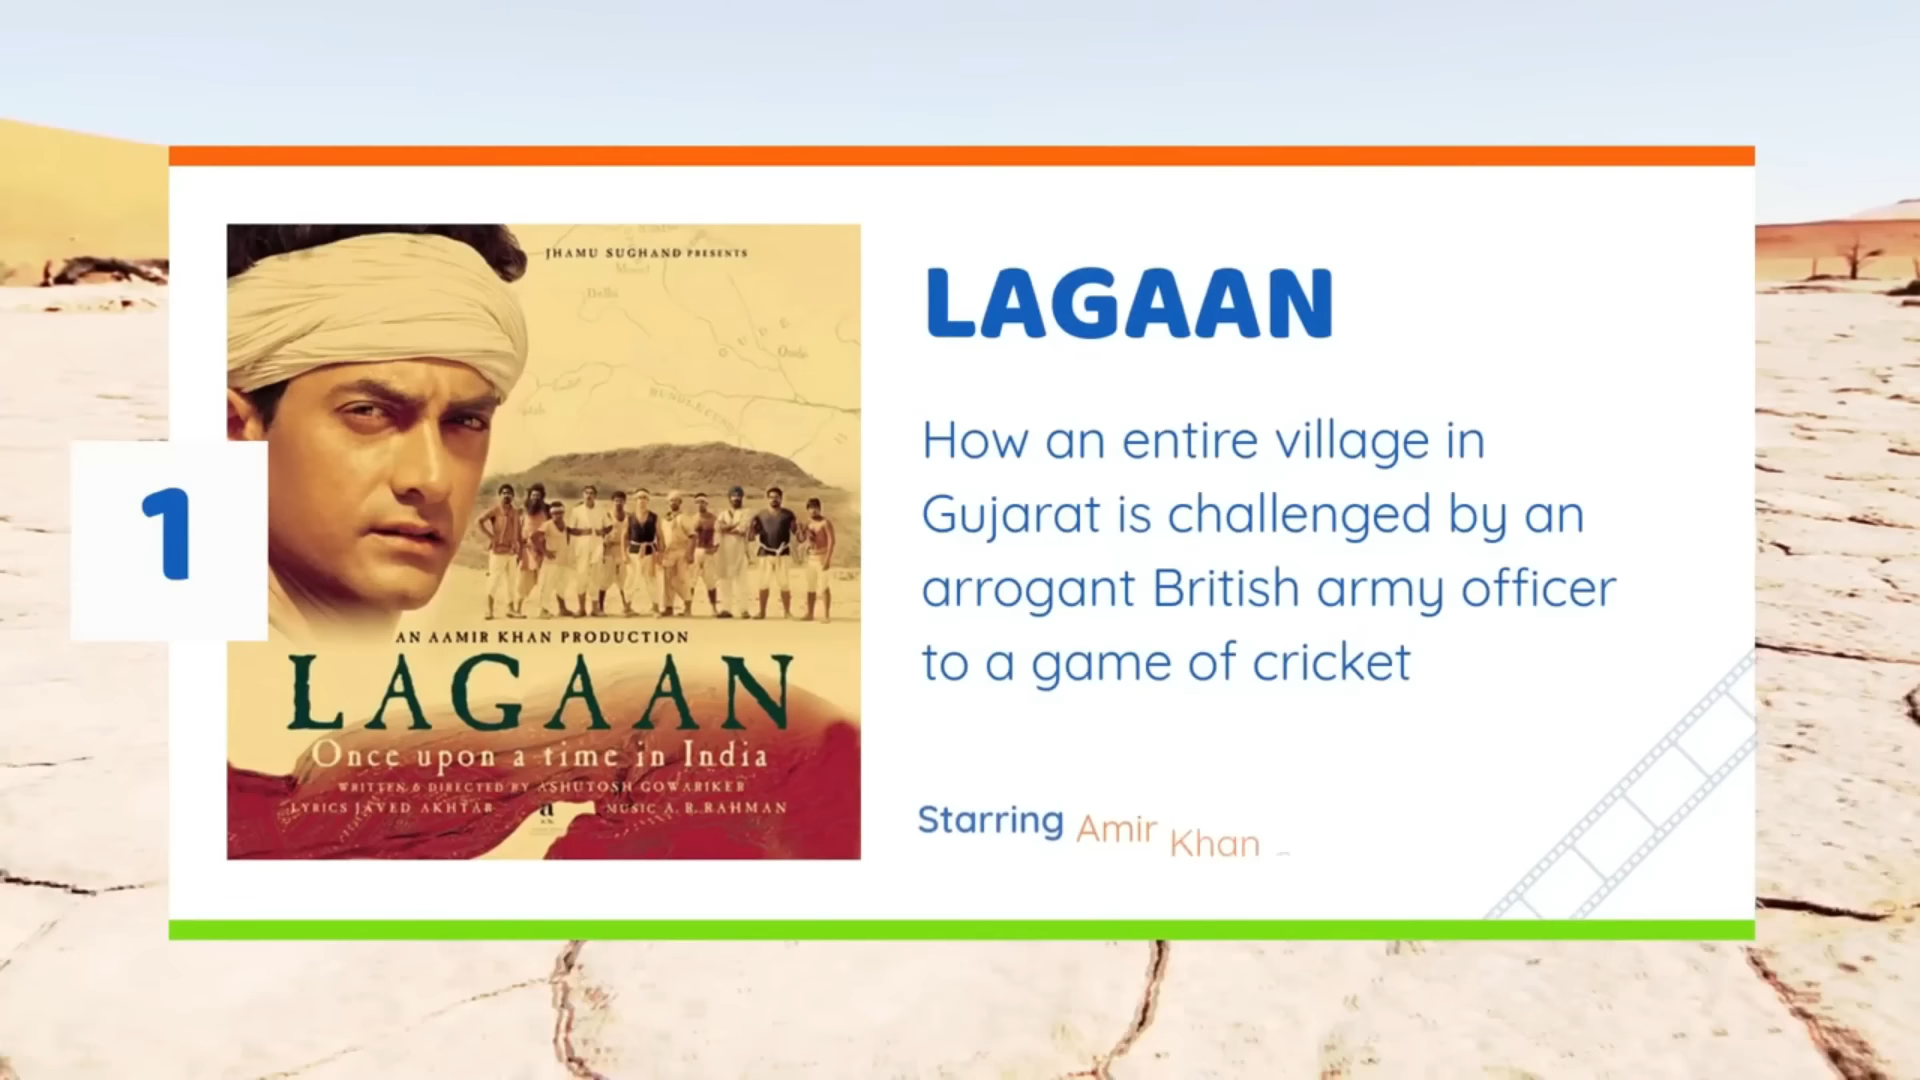 1
JHAMU SUGHAND PRESENTS
Delhi
Oude
AN AAMIR KHAN PRODUCTION
LAGAAN
Once upon a time in India
WRITTEN & DIRECTED BY ASHUTOSH GOWARIKER
LYRICS JAVED AKHTAR
MUSIC A. R. RAHMAN
LAGAAN
How an entire village in
Gujarat is challenged by an
arrogant British army officer
to a game of cricket
Starring Amir Khan